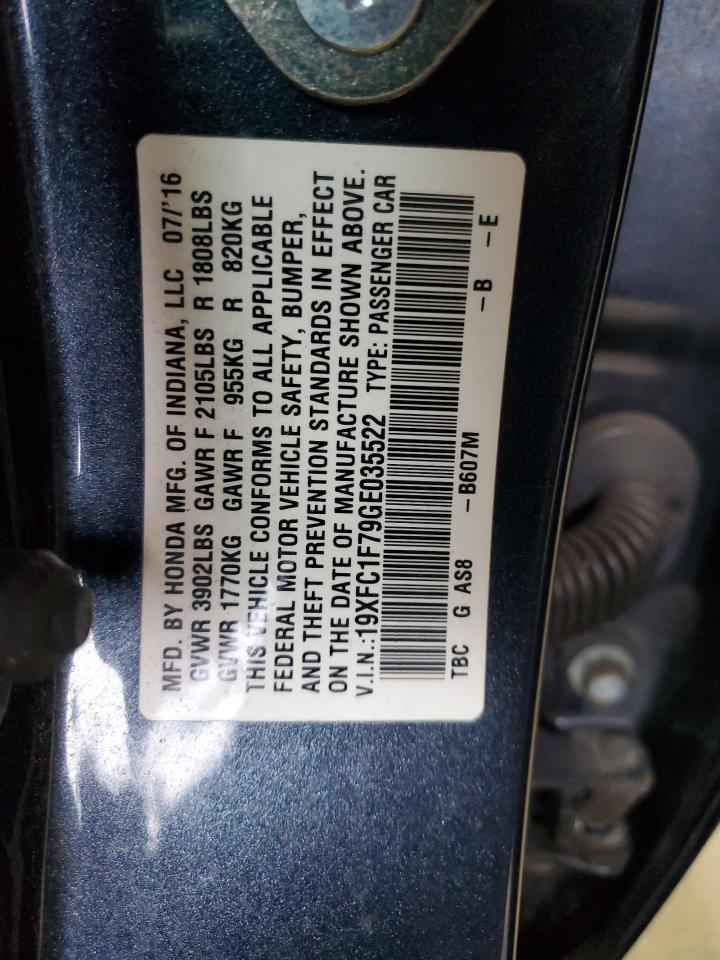 MFD. BY HONDA MFG. OF INDIANA, LLC 07/'16
GVWR 3902LBS GAWR F 2105LBS R 1808LBS
GVWR 1770KG GAWR F 955KG R 820KG
THIS VEHICLE CONFORMS TO ALL APPLICABLE
FEDERAL MOTOR VEHICLE SAFETY, BUMPER,
AND THEFT PREVENTION STANDARDS IN EFFECT
ON THE DATE OF MANUFACTURE SHOWN ABOVE.
V.I.N.:19XFC1F79GE035522 TYPE: PASSENGER CAR
TBC G AS8 -B607M -B -E